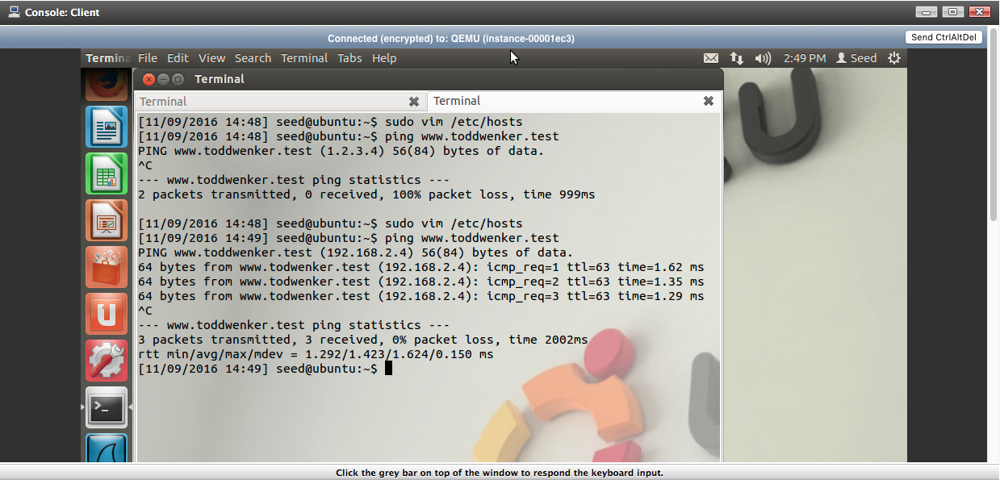 Console: Client
Connected (encrypted) to: QEMU (instance-00001ec3)
Send CtrlAltDel
Termina File Edit View Search Terminal Tabs Help
2:49 PM Seed
Terminal
Terminal
Terminal
[11/09/2016 14:48] seed@ubuntu:~$ sudo vim /etc/hosts
[11/09/2016 14:48] seed@ubuntu:~$ ping www.toddwenker.test
PING www.toddwenker.test (1.2.3.4) 56(84) bytes of data.
^C
--- www.toddwenker.test ping statistics ---
2 packets transmitted, 0 received, 100% packet loss, time 999ms
[11/09/2016 14:48] seed@ubuntu:~$ sudo vim /etc/hosts
[11/09/2016 14:49] seed@ubuntu:~$ ping www.toddwenker.test
PING www.toddwenker.test (192.168.2.4) 56(84) bytes of data.
64 bytes from www.todwenker.test (192.168.2.4): icmp_req=1 ttl=63 time=1.62 ms
64 bytes from www.todwenker.test (192.168.2.4): icmp_req=2 ttl=63 time=1.35 ms
64 bytes from www.todwenker.test (192.168.2.4): icmp_req=3 ttl=63 time=1.29 ms
^C
--- www.toddwenker.test ping statistics ---
3 packets transmitted, 3 received, 0% packet loss, time 2002ms
rtt min/avg/max/mdev = 1.292/1.423/1.624/0.150 ms
[11/09/2016 14:49] seed@ubuntu:~$
Click the grey bar on top of the window to respond the keyboard input.